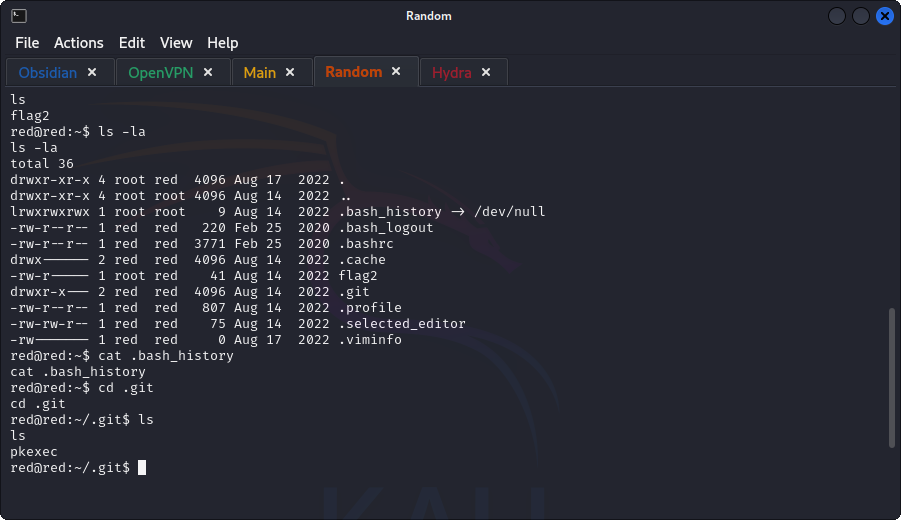 Random
File Actions Edit View Help
Obsidian × OpenVPN × Main × Random × Hydra ×
ls
flag2
red@red:~$ ls -la
ls -la
total 36
drwxr-xr-x 4 root red  4096 Aug 17  2022 .
drwxr-xr-x 4 root root 4096 Aug 14  2022 ..
lrwxrwxrwx 1 root root    9 Aug 14  2022 .bash_history -> /dev/null
-rw-r--r-- 1 red  red   220 Feb 25  2020 .bash_logout
-rw-r--r-- 1 red  red  3771 Feb 25  2020 .bashrc
drwx------ 2 red  red  4096 Aug 14  2022 .cache
-rw-r----- 1 root red    41 Aug 14  2022 flag2
drwxr-x--- 2 red  red  4096 Aug 14  2022 .git
-rw-r--r-- 1 red  red   807 Aug 14  2022 .profile
-rw-rw-r-- 1 red  red    75 Aug 14  2022 .selected_editor
-rw------- 1 red  red     0 Aug 17  2022 .viminfo
red@red:~$ cat .bash_history
cat .bash_history
red@red:~$ cd .git
cd .git
red@red:~/.git$ ls
ls
pkexec
red@red:~/.git$
KALI